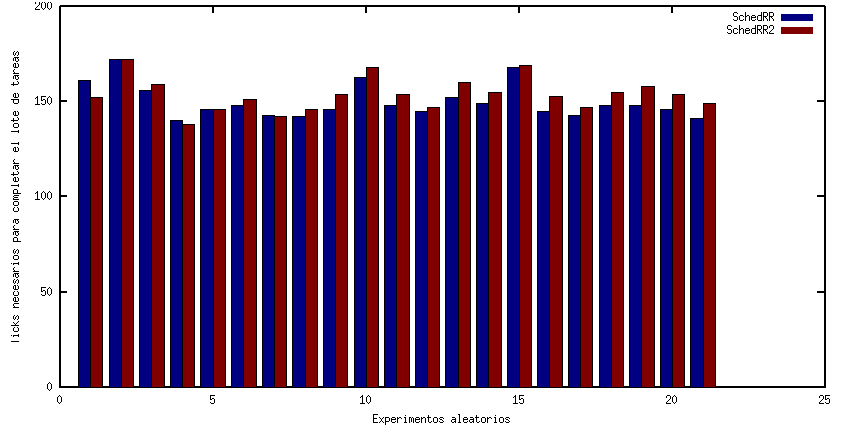 200
150
100
50
0
SchedRR
SchedRR2
ticks necesarios para completar el lote de tareas
0 5 10 15 20 25
Experimentos aleatorios